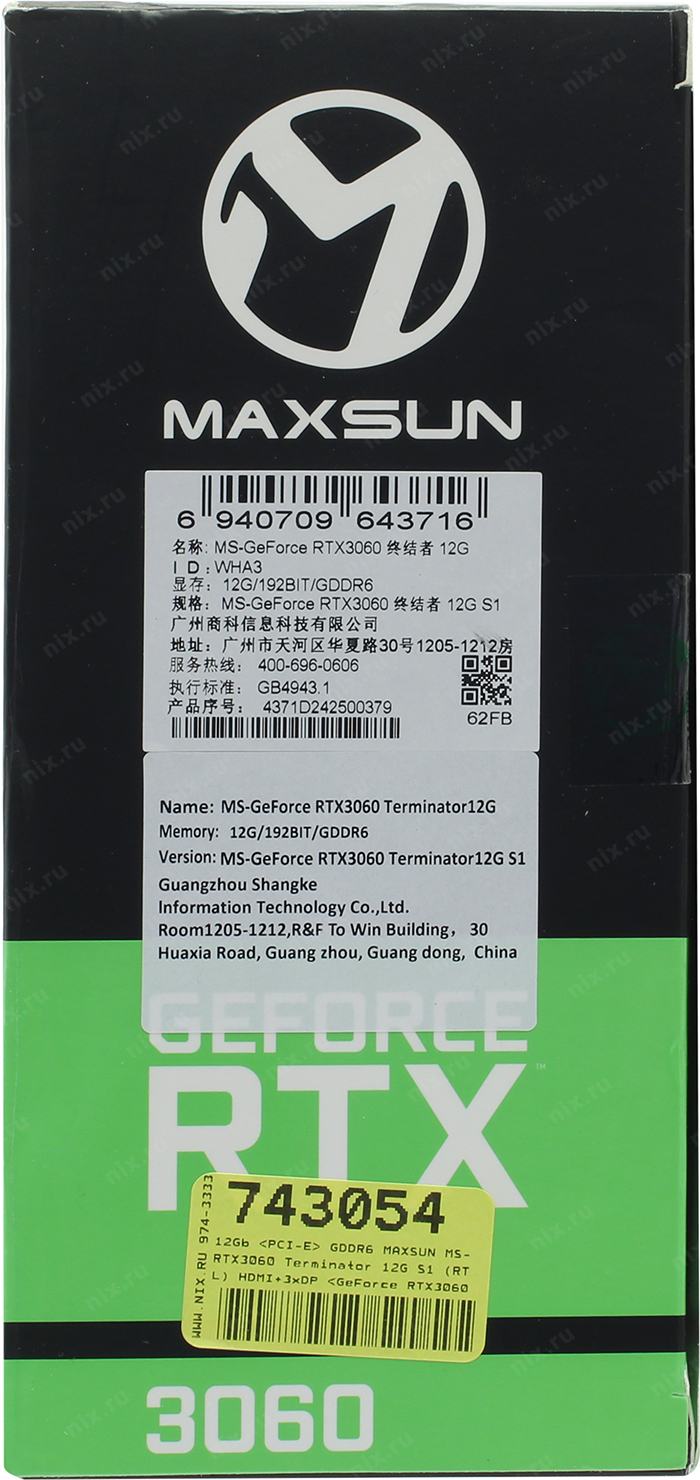 MAXSUN
6 940709 643716
名称: MS-GeForce RTX3060 终结者 12G
I D : WHA3
显存: 12G/192BIT/GDDR6
规格: MS-GeForce RTX3060 终结者 12G S1
广州商科信息科技有限公司
地址: 广州市天河区华夏路30号1205-1212房
服务热线: 400-696-0606
执行标准: GB4943.1
产品序号: 4371D242500379
62FB
Name: MS-GeForce RTX3060 Terminator12G
Memory: 12G/192BIT/GDDR6
Version: MS-GeForce RTX3060 Terminator12G S1
Guangzhou Shangke
Information Technology Co.,Ltd.
Room1205-1212,R&F To Win Building, 30
Huaxia Road, Guang zhou, Guang dong, China
GEFORCE
RTX™
WWW.NIX.RU 974-3333
743054
12Gb <PCI-E> GDDR6 MAXSUN MS-
RTX3060 Terminator 12G S1 (RT
L) HDMI+3xDP <GeForce RTX3060
3060
nix.ru